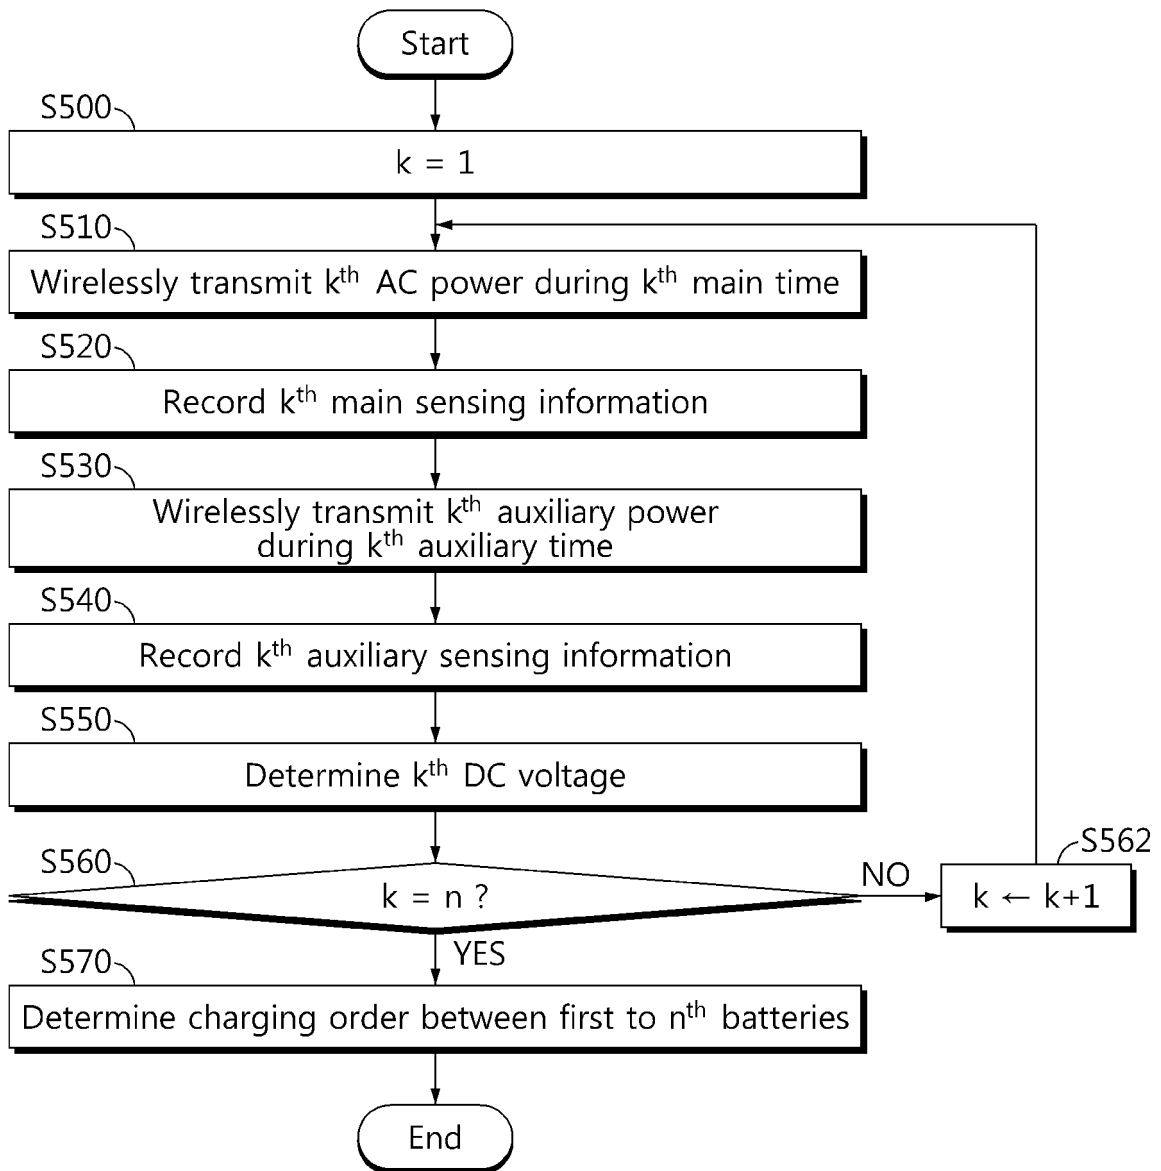 Start
S500
k = 1
S510
Wirelessly transmit kth AC power during kth main time
S520
Record kth main sensing information
S530
Wirelessly transmit kth auxiliary power
during kth auxiliary time
S540
Record kth auxiliary sensing information
S550
Determine kth DC voltage
S560
k = n ?
NO
S562
k ← k+1
YES
S570
Determine charging order between first to nth batteries
End